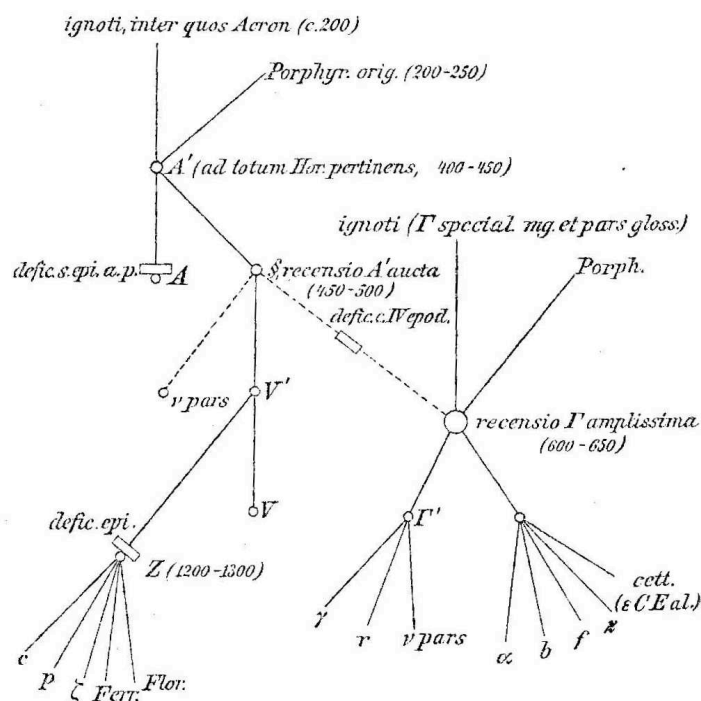 ignoti, inter quos Acron (c.200)
Porphyr. orig. (200-250)
A' (ad totum Hor. pertinens, 400-450)
ignoti (Γ special. mg. et pars gloss.)
Porph.
defic. s. epi. a. p.
A
recensio A' aucta
(450-500)
defic. c. IV epod.
ν pars
V'
recensio Γ amplissima
(600-650)
V
Γ'
defic. epi.
Z (1200-1300)
cett.
(ε C E al.)
z
f
b
α
γ
r
ν pars
c
p
ζ
Ferr.
Flor.